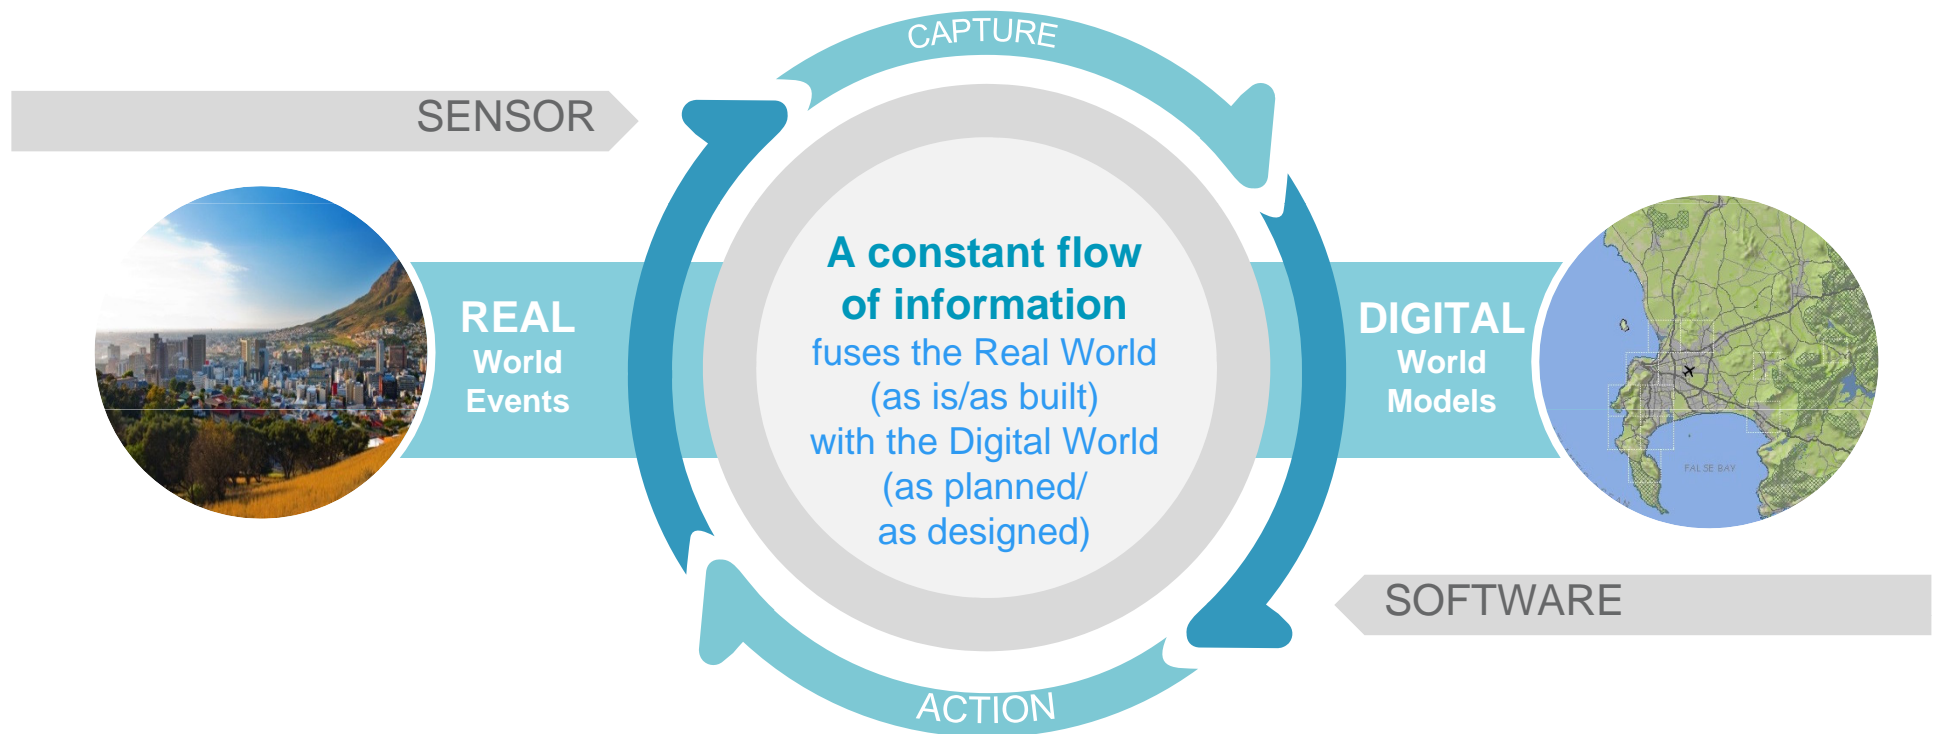 CAPTURE
SENSOR
REAL
World
Events
A constant flow
of information
fuses the Real World
(as is/as built)
with the Digital World
(as planned/
as designed)
DIGITAL
World
Models
FALSE BAY
SOFTWARE
ACTION